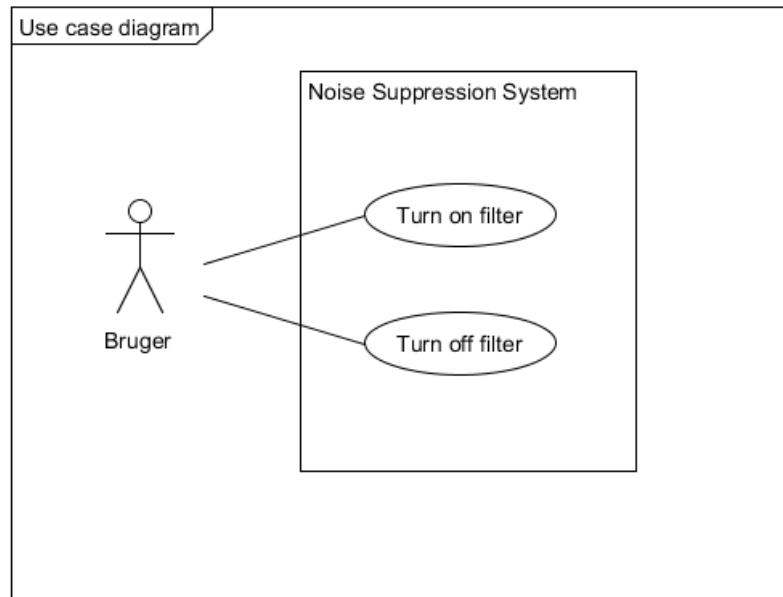 Use case diagram
Noise Suppression System
Turn on filter
Bruger
Turn off filter